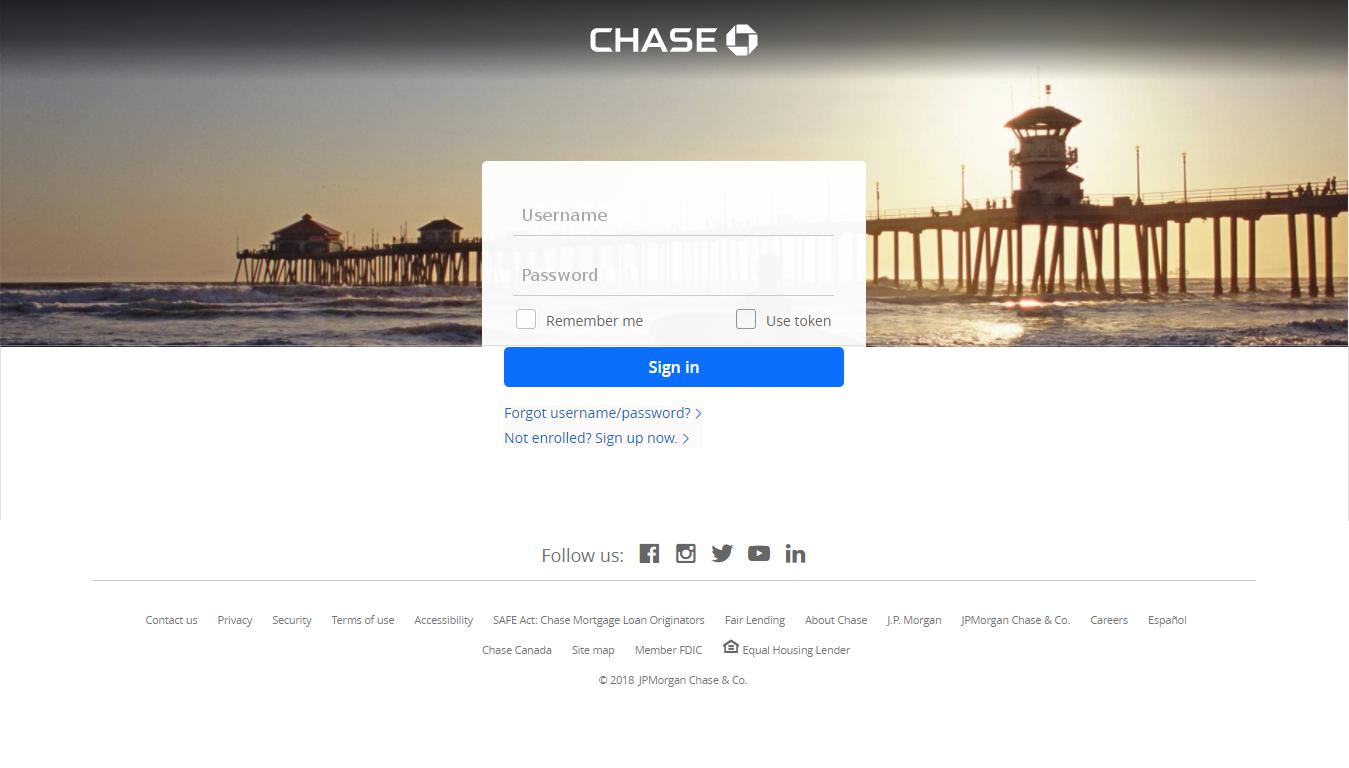 CHASE
Username
Password
Remember me
Use token
Sign in
Forgot username/password?
Not enrolled? Sign up now.
Follow us:
Contact us Privacy Security Terms of use Accessibility SAFE Act: Chase Mortgage Loan Originators Fair Lending About Chase J.P. Morgan JPMorgan Chase & Co. Careers Español
Chase Canada Site map Member FDIC Equal Housing Lender
© 2018 JPMorgan Chase & Co.